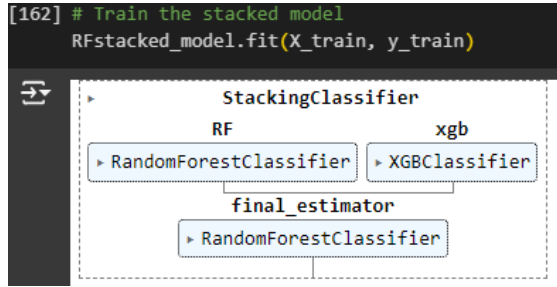 [162] # Train the stacked model
RFstacked_model.fit(X_train, y_train)
StackingClassifier
RF xgb
RandomForestClassifier XGBClassifier
final_estimator
RandomForestClassifier